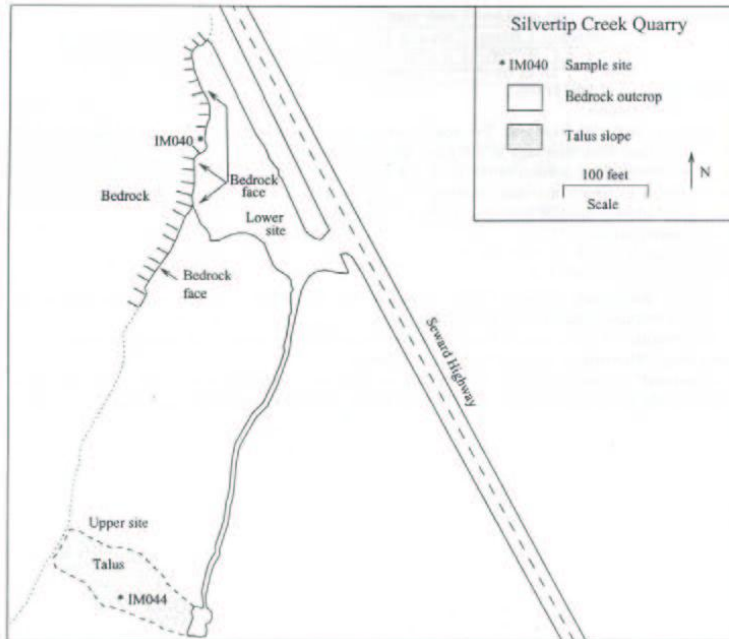 Silvertip Creek Quarry
* IM040 Sample site
Bedrock outcrop
Talus slope
100 feet
Scale
N
IM040 *
Bedrock
face
Bedrock
Lower
site
Bedrock
face
Seward Highway
Upper site
Talus
* IM044